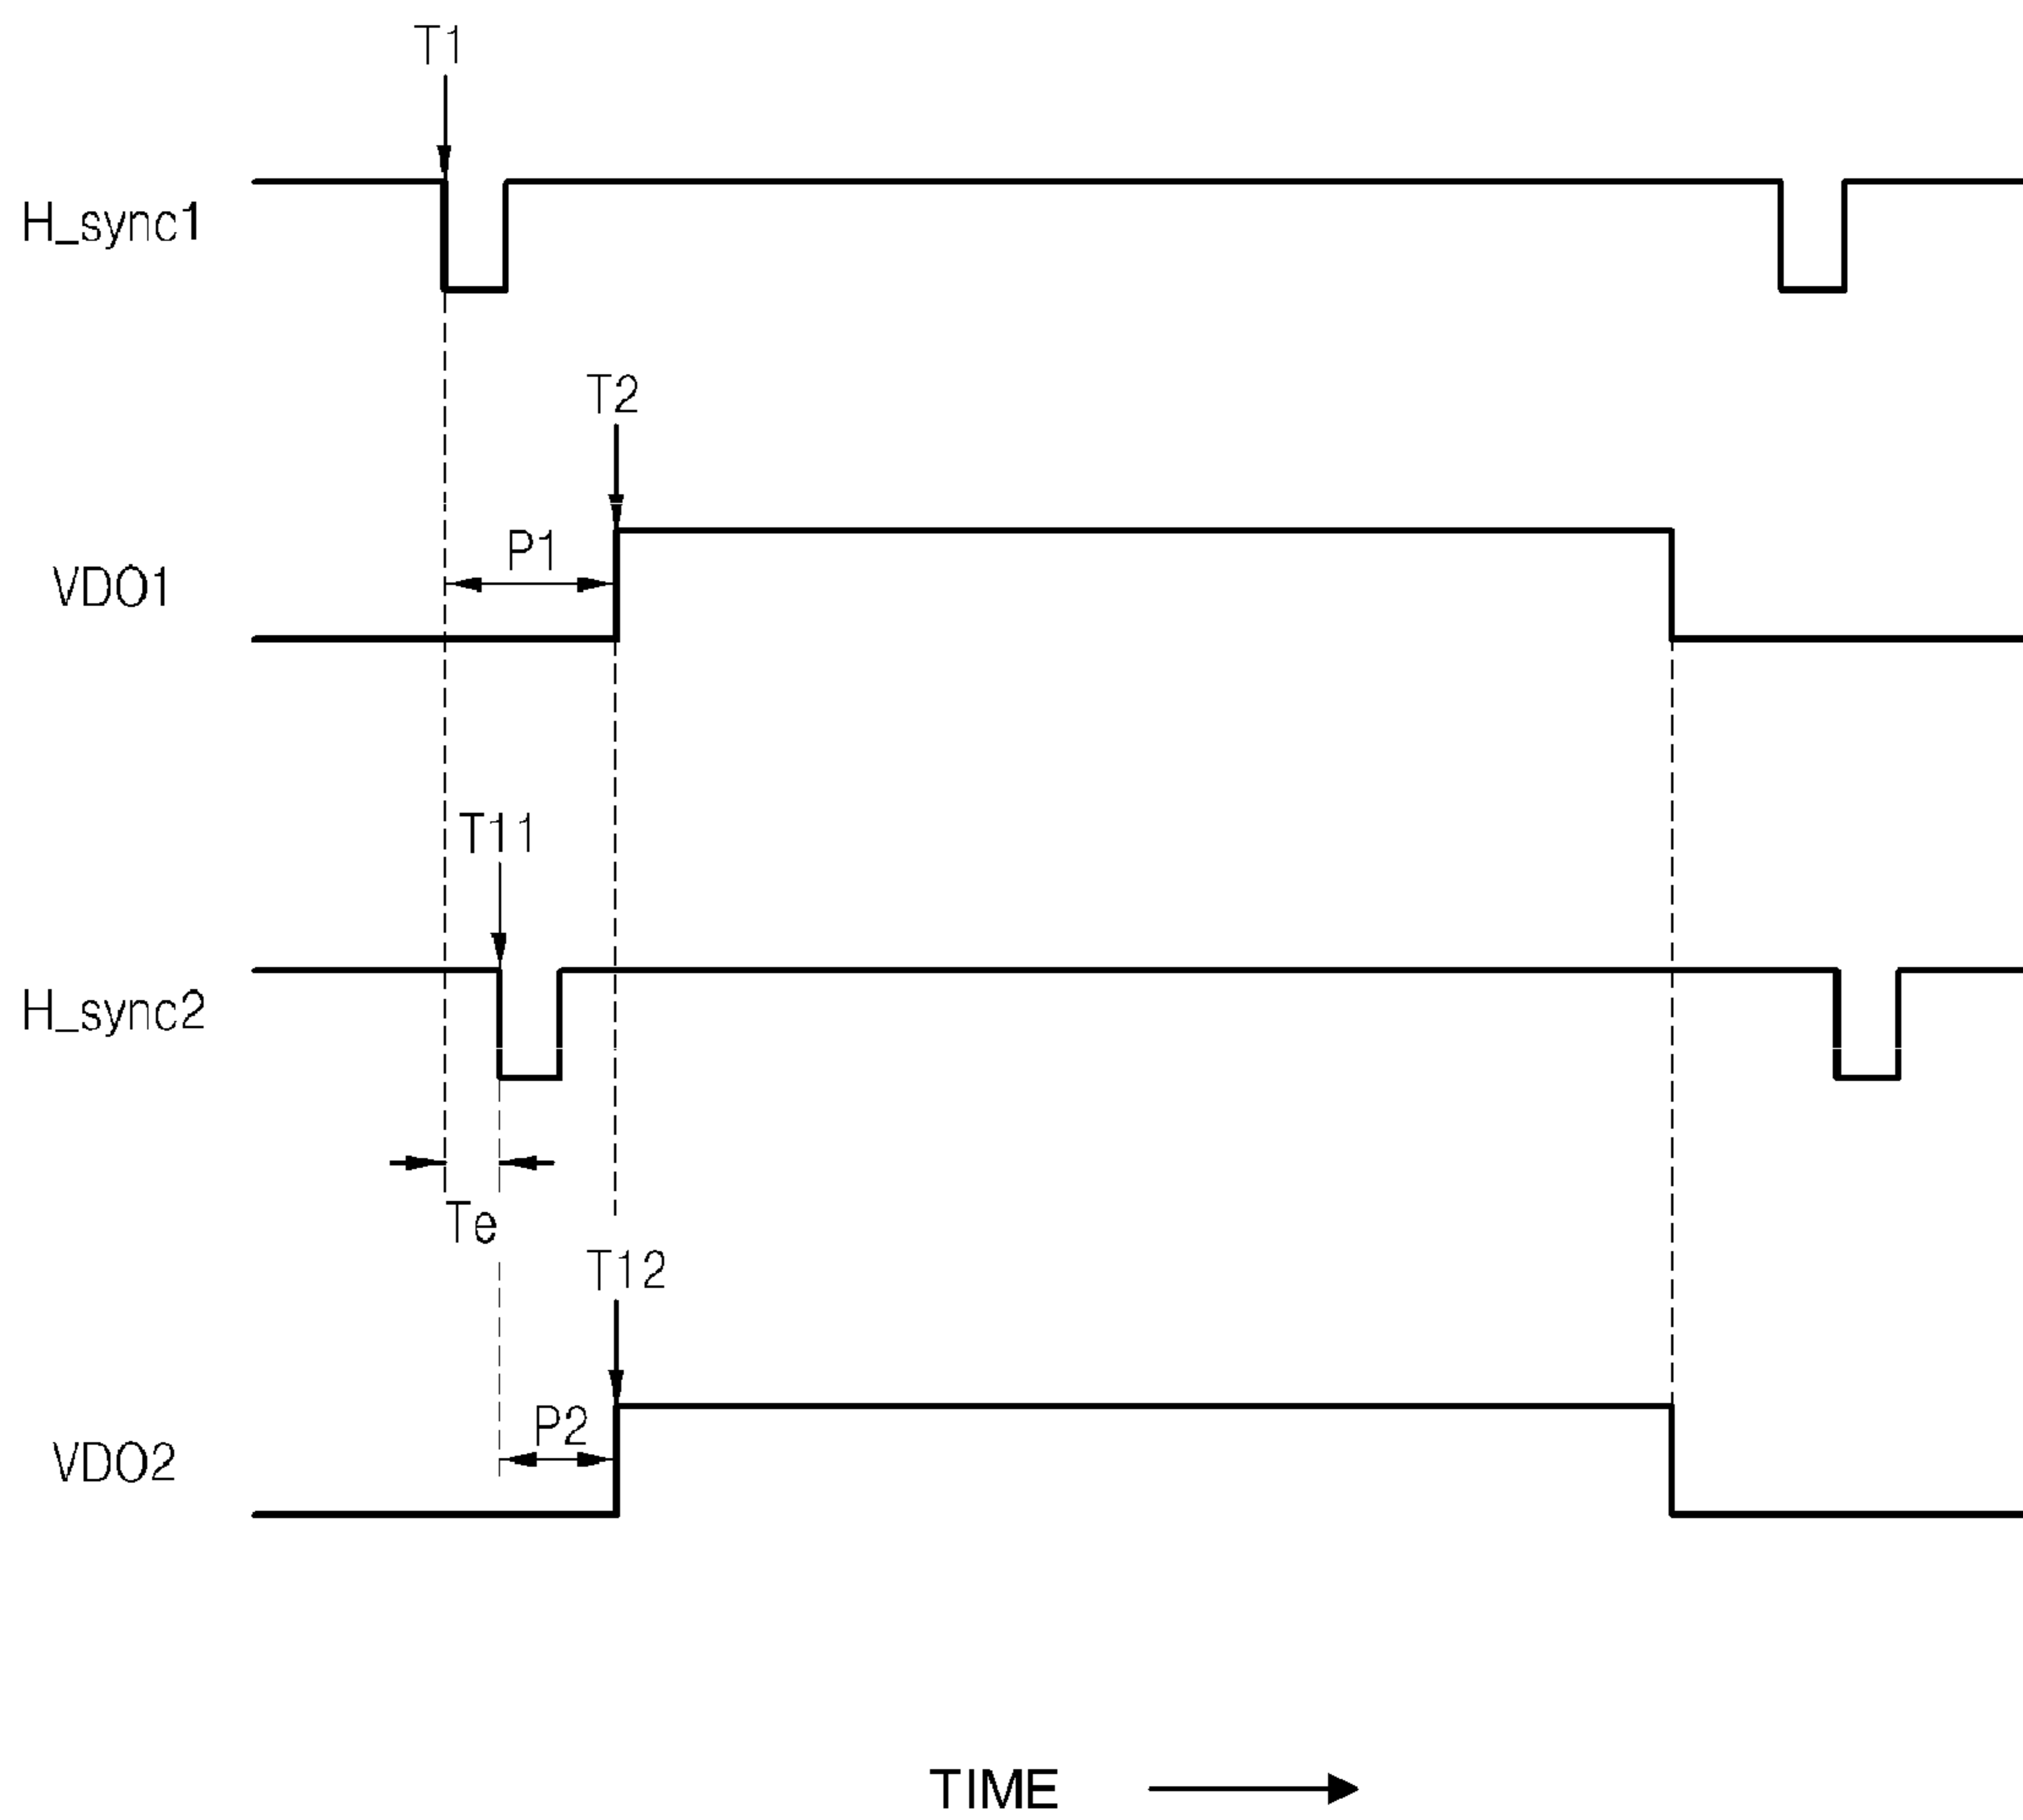 T1
H_sync1
T2
P1
VDO1
T11
H_sync2
Te
T12
P2
VDO2
TIME